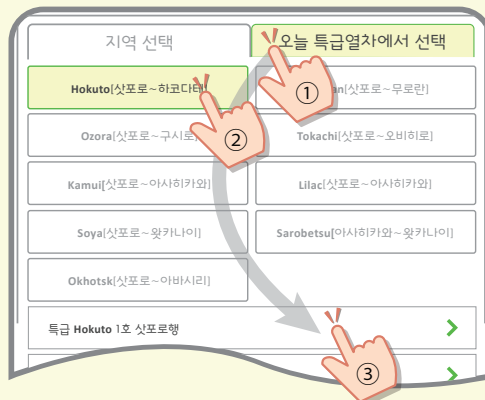 지역 선택
오늘 특급열차에서 선택
①
Hokuto[삿포로~하코다테]
②
an[삿포로~무로란]
Ozora[삿포로~구시로]
Tokachi[삿포로~오비히로]
Kamui[삿포로~아사히카와]
Lilac[삿포로~아사히카와]
Soya[삿포로~왓카나이]
Sarobetsu[아사히카와~왓카나이]
Okhotsk[삿포로~아바시리]
특급 Hokuto 1호 삿포로행
③